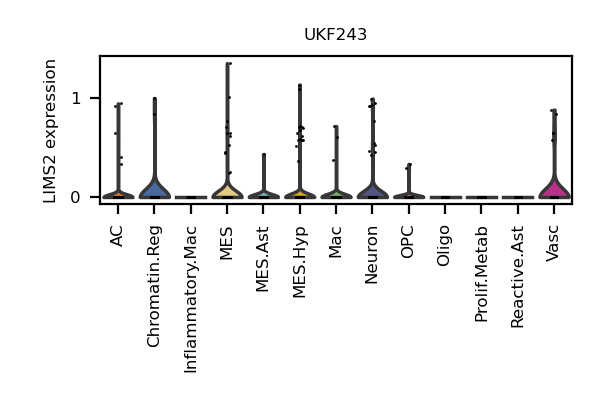 UKF243
LIMS2 expression
1
0
AC
Chromatin.Reg
Inflammatory.Mac
MES
MES.Ast
MES.Hyp
Mac
Neuron
OPC
Oligo
Prolif.Metab
Reactive.Ast
Vasc